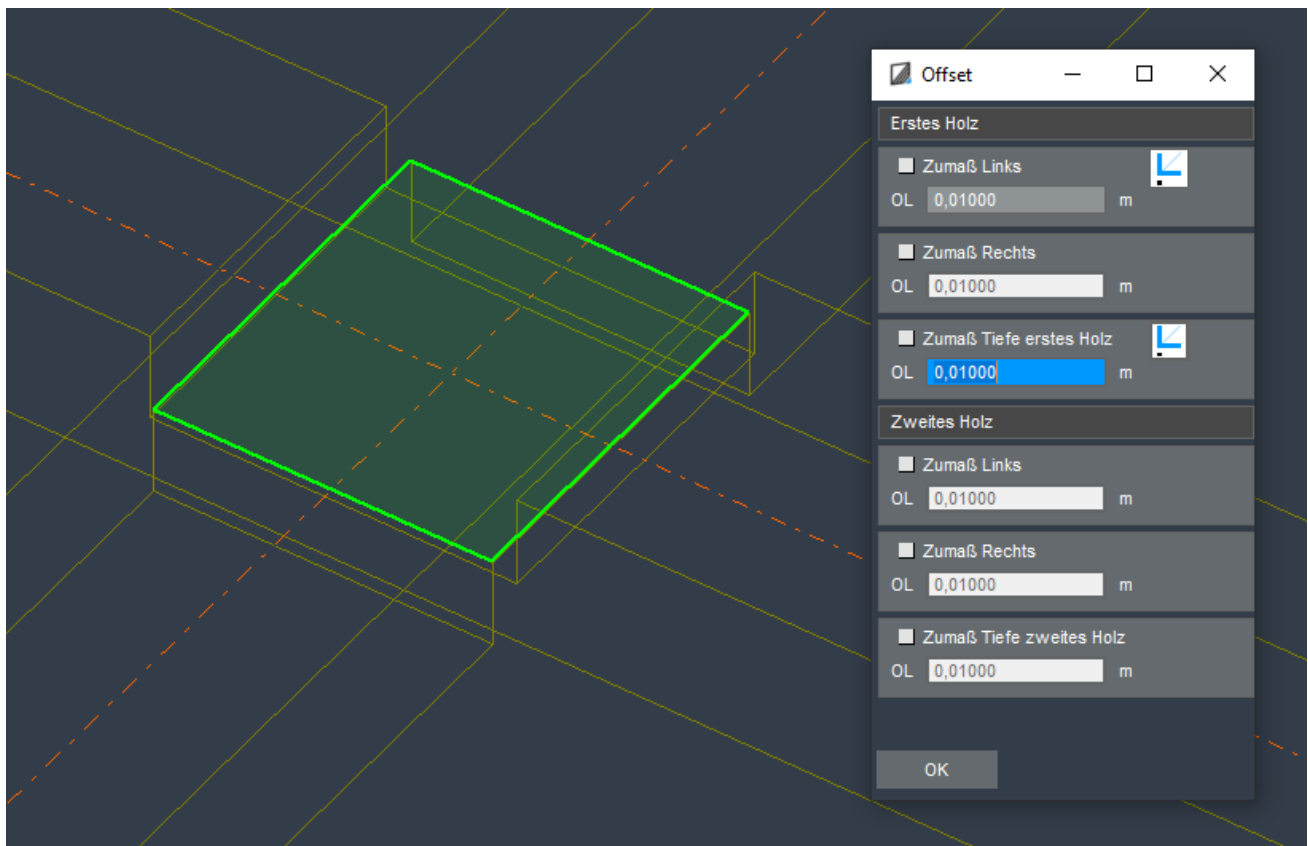 Offset
Erstes Holz
Zumaß Links
OL 0,01000 m
Zumaß Rechts
OL 0,01000 m
Zumaß Tiefe erstes Holz
OL 0,01000 m
Zweites Holz
Zumaß Links
OL 0,01000 m
Zumaß Rechts
OL 0,01000 m
Zumaß Tiefe zweites Holz
OL 0,01000 m
OK